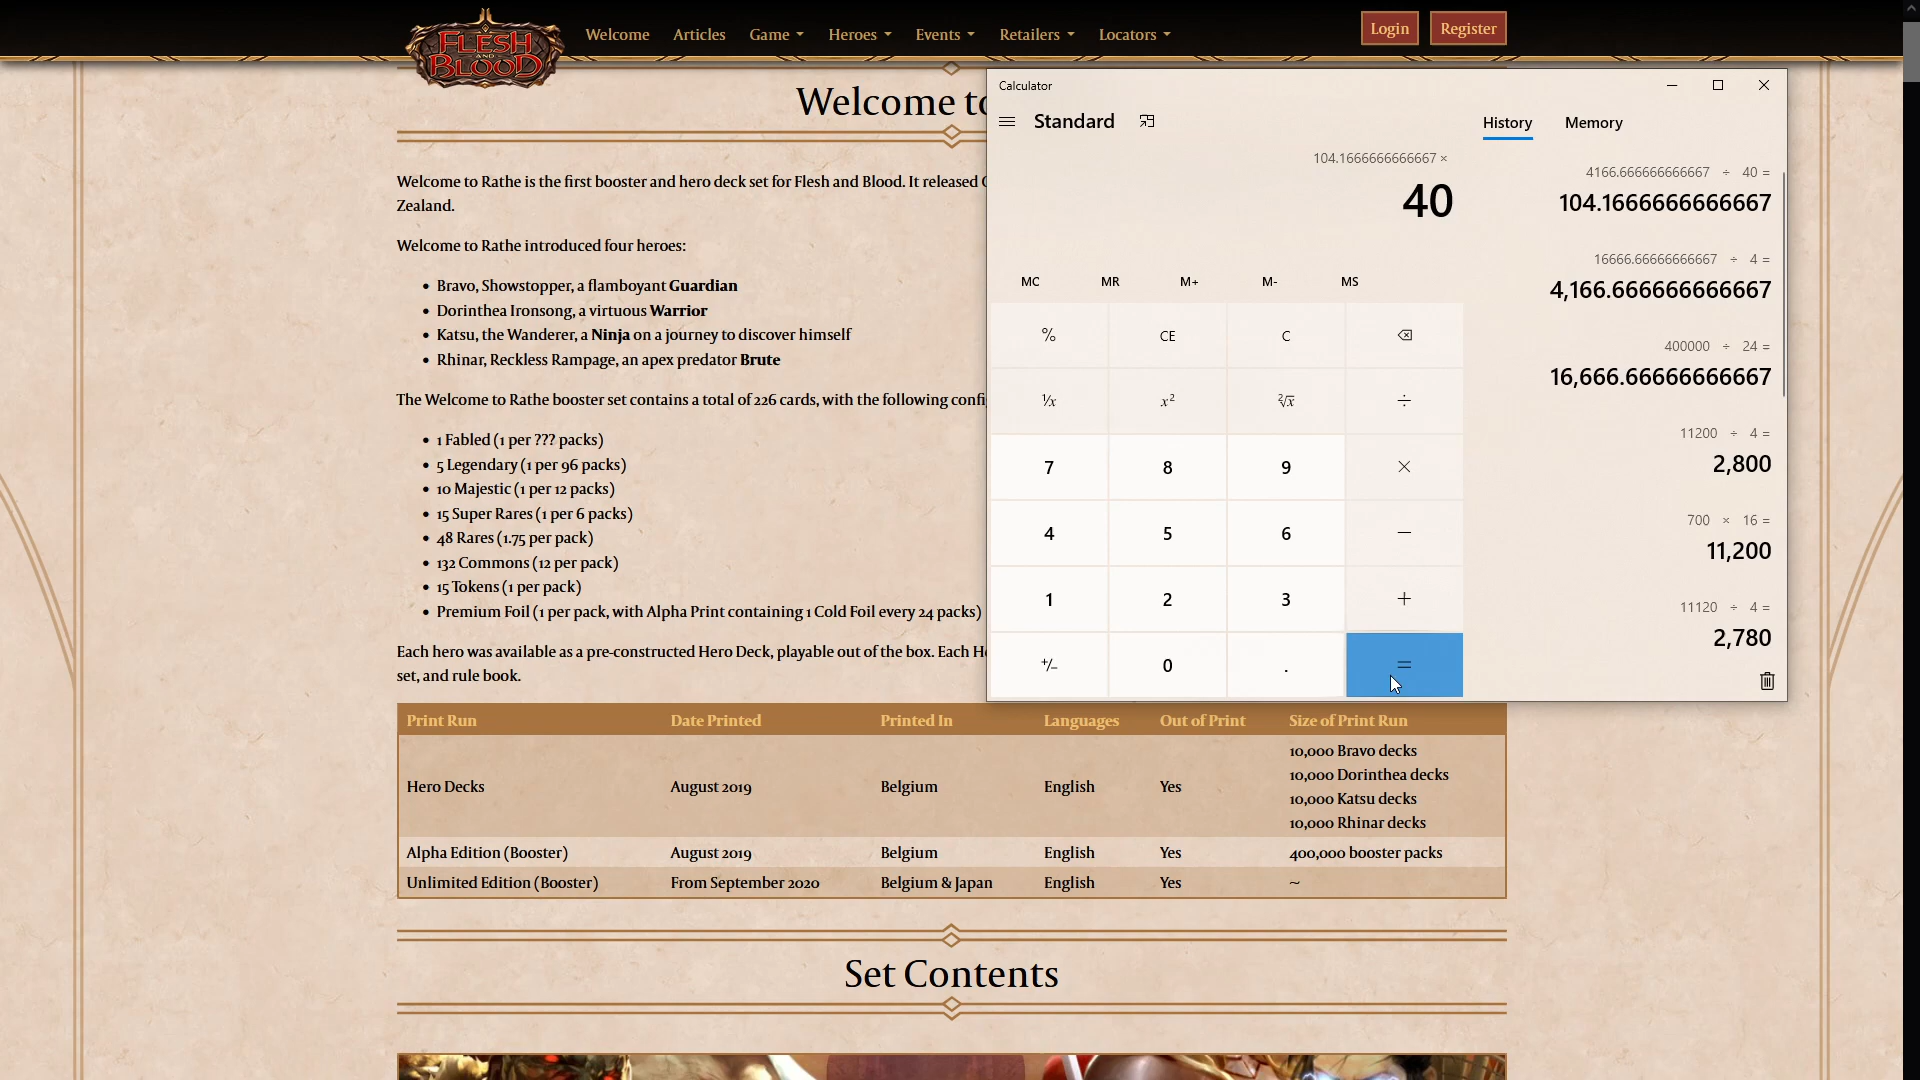 FLESH
AND
BLOOD
Welcome
Articles
Game
Heroes
Events
Retailers
Locators
Login
Register
Welcome to
Welcome to Rathe is the first booster and hero deck set for Flesh and Blood. It released
Zealand.
Welcome to Rathe introduced four heroes:
• Bravo, Showstopper, a flamboyant Guardian
• Dorinthea Ironsong, a virtuous Warrior
• Katsu, the Wanderer, a Ninja on a journey to discover himself
• Rhinar, Reckless Rampage, an apex predator Brute
The Welcome to Rathe booster set contains a total of 226 cards, with the following confi
• 1 Fabled (1 per ??? packs)
• 5 Legendary (1 per 96 packs)
• 10 Majestic (1 per 12 packs)
• 15 Super Rares (1 per 6 packs)
• 48 Rares (1.75 per pack)
• 132 Commons (12 per pack)
• 15 Tokens (1 per pack)
• Premium Foil (1 per pack, with Alpha Print containing 1 Cold Foil every 24 packs)
Each hero was available as a pre-constructed Hero Deck, playable out of the box. Each He
set, and rule book.
Calculator
Standard
104.1666666666667 ×
40
MC MR M+ M- MS
% CE C
¹/x x² ²√x ÷
7 8 9 ×
4 5 6 −
1 2 3 +
+/− 0 . =
History Memory
4166.666666666667 ÷ 40 =
104.1666666666667
16666.66666666667 ÷ 4 =
4,166.666666666667
400000 ÷ 24 =
16,666.66666666667
11200 ÷ 4 =
2,800
700 × 16 =
11,200
11120 ÷ 4 =
2,780
Print Run Date Printed Printed In Languages Out of Print Size of Print Run
Hero Decks August 2019 Belgium English Yes 10,000 Bravo decks
10,000 Dorinthea decks
10,000 Katsu decks
10,000 Rhinar decks
Alpha Edition (Booster) August 2019 Belgium English Yes 400,000 booster packs
Unlimited Edition (Booster) From September 2020 Belgium & Japan English Yes ~
Set Contents